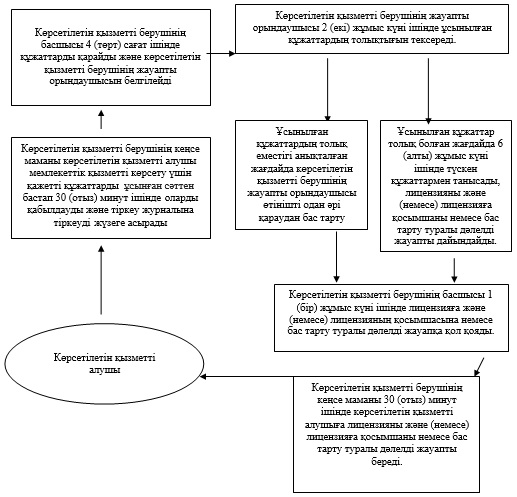 Көрсетілетін қызметті берушінің
басшысы 4 (төрт) сағат ішінде
құжаттарды қарайды және көрсетілетін
қызметті берушінің жауапты
орындаушысын белгілейді
Көрсетілетін қызметті берушінің жауапты
орындаушысы 2 (екі) жұмыс күні ішінде ұсынылған
құжаттардың толықтығын тексереді.
Көрсетілетін қызметті берушінің кеңсе
маманы көрсетілетін қызметті алушы
мемлекеттік қызметті көрсету үшін
қажетті құжаттарды ұсынған сәттен
бастап 30 (отыз) минут ішінде оларды
қабылдауды және тіркеу журналына
тіркеуді жүзеге асырады
Ұсынылған
құжаттардың толық
еместігі анықталған
жағдайда көрсетілетін
қызметті берушінің
жауапты орындаушысы
өтінішті одан әрі
қараудан бас тарту
Ұсынылған құжаттар
толық болған жағдайда 6
(алты) жұмыс күні
ішінде түскен
құжаттармен танысады,
лицензияны және
(немесе) лицензияға
қосымшаны немесе бас
тарту туралы дәлелді
жауапты дайындайды.
Көрсетілетін қызметті берушінің басшысы 1
(бір) жұмыс күні ішінде лицензияға және
(немесе) лицензияның қосымшасына немесе
бас тарту туралы дәлелді жауапқа қол қояды.
Көрсетілетін қызметті
алушы
Көрсетілетін қызметті берушінің
кеңсе маманы 30 (отыз) минут
ішінде көрсетілетін қызметті
алушыға лицензияны және (немесе)
лицензияға қосымшаны немесе бас
тарту туралы дәлелді жауапты
береді.